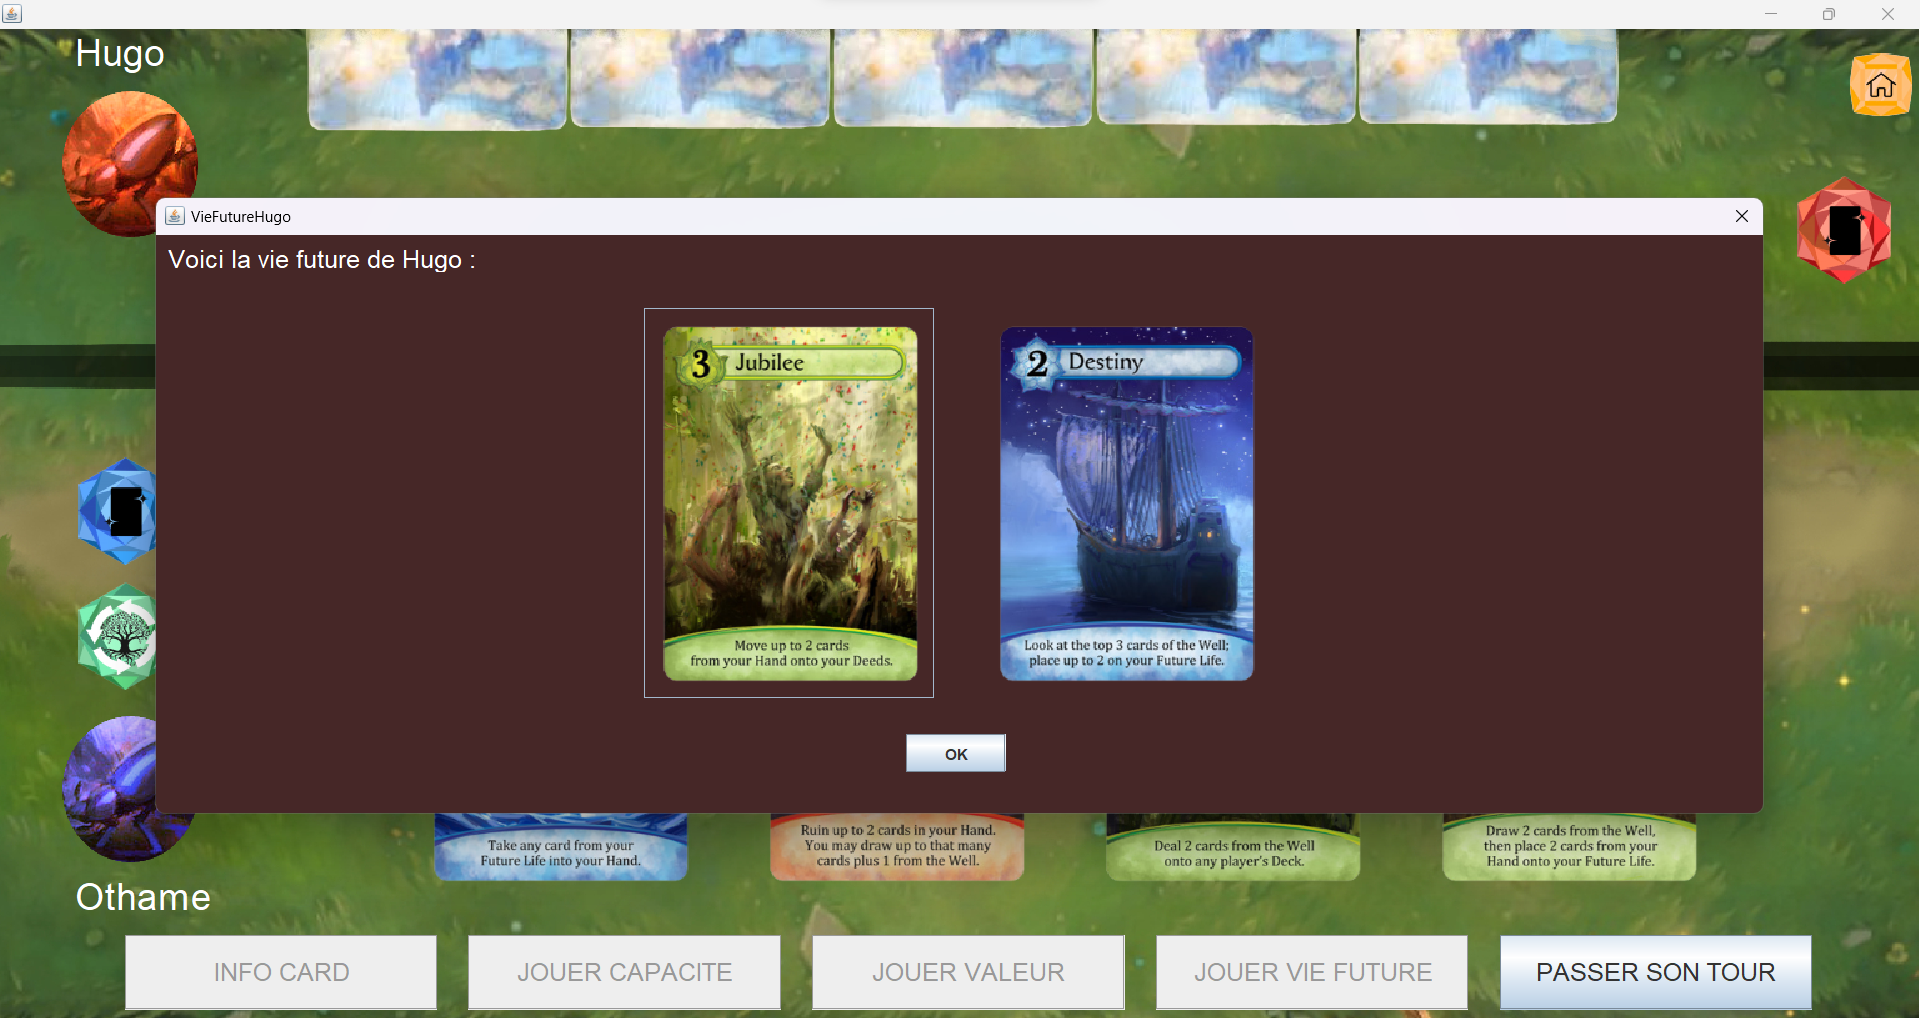 Hugo
VieFutureHugo
Voici la vie future de Hugo :
3 Jubilee
Move up to 2 cards
from your Hand onto your Deeds.
2 Destiny
Look at the top 3 cards of the Well;
place up to 2 on your Future Life.
OK
Take any card from your
Future Life into your Hand.
Ruin up to 2 cards in your Hand.
You may draw up to that many
cards plus 1 from the Well.
Deal 2 cards from the Well
onto any player's Deck.
Draw 2 cards from the Well,
then place 2 cards from your
Hand onto your Future Life.
Othame
INFO CARD
JOUER CAPACITE
JOUER VALEUR
JOUER VIE FUTURE
PASSER SON TOUR